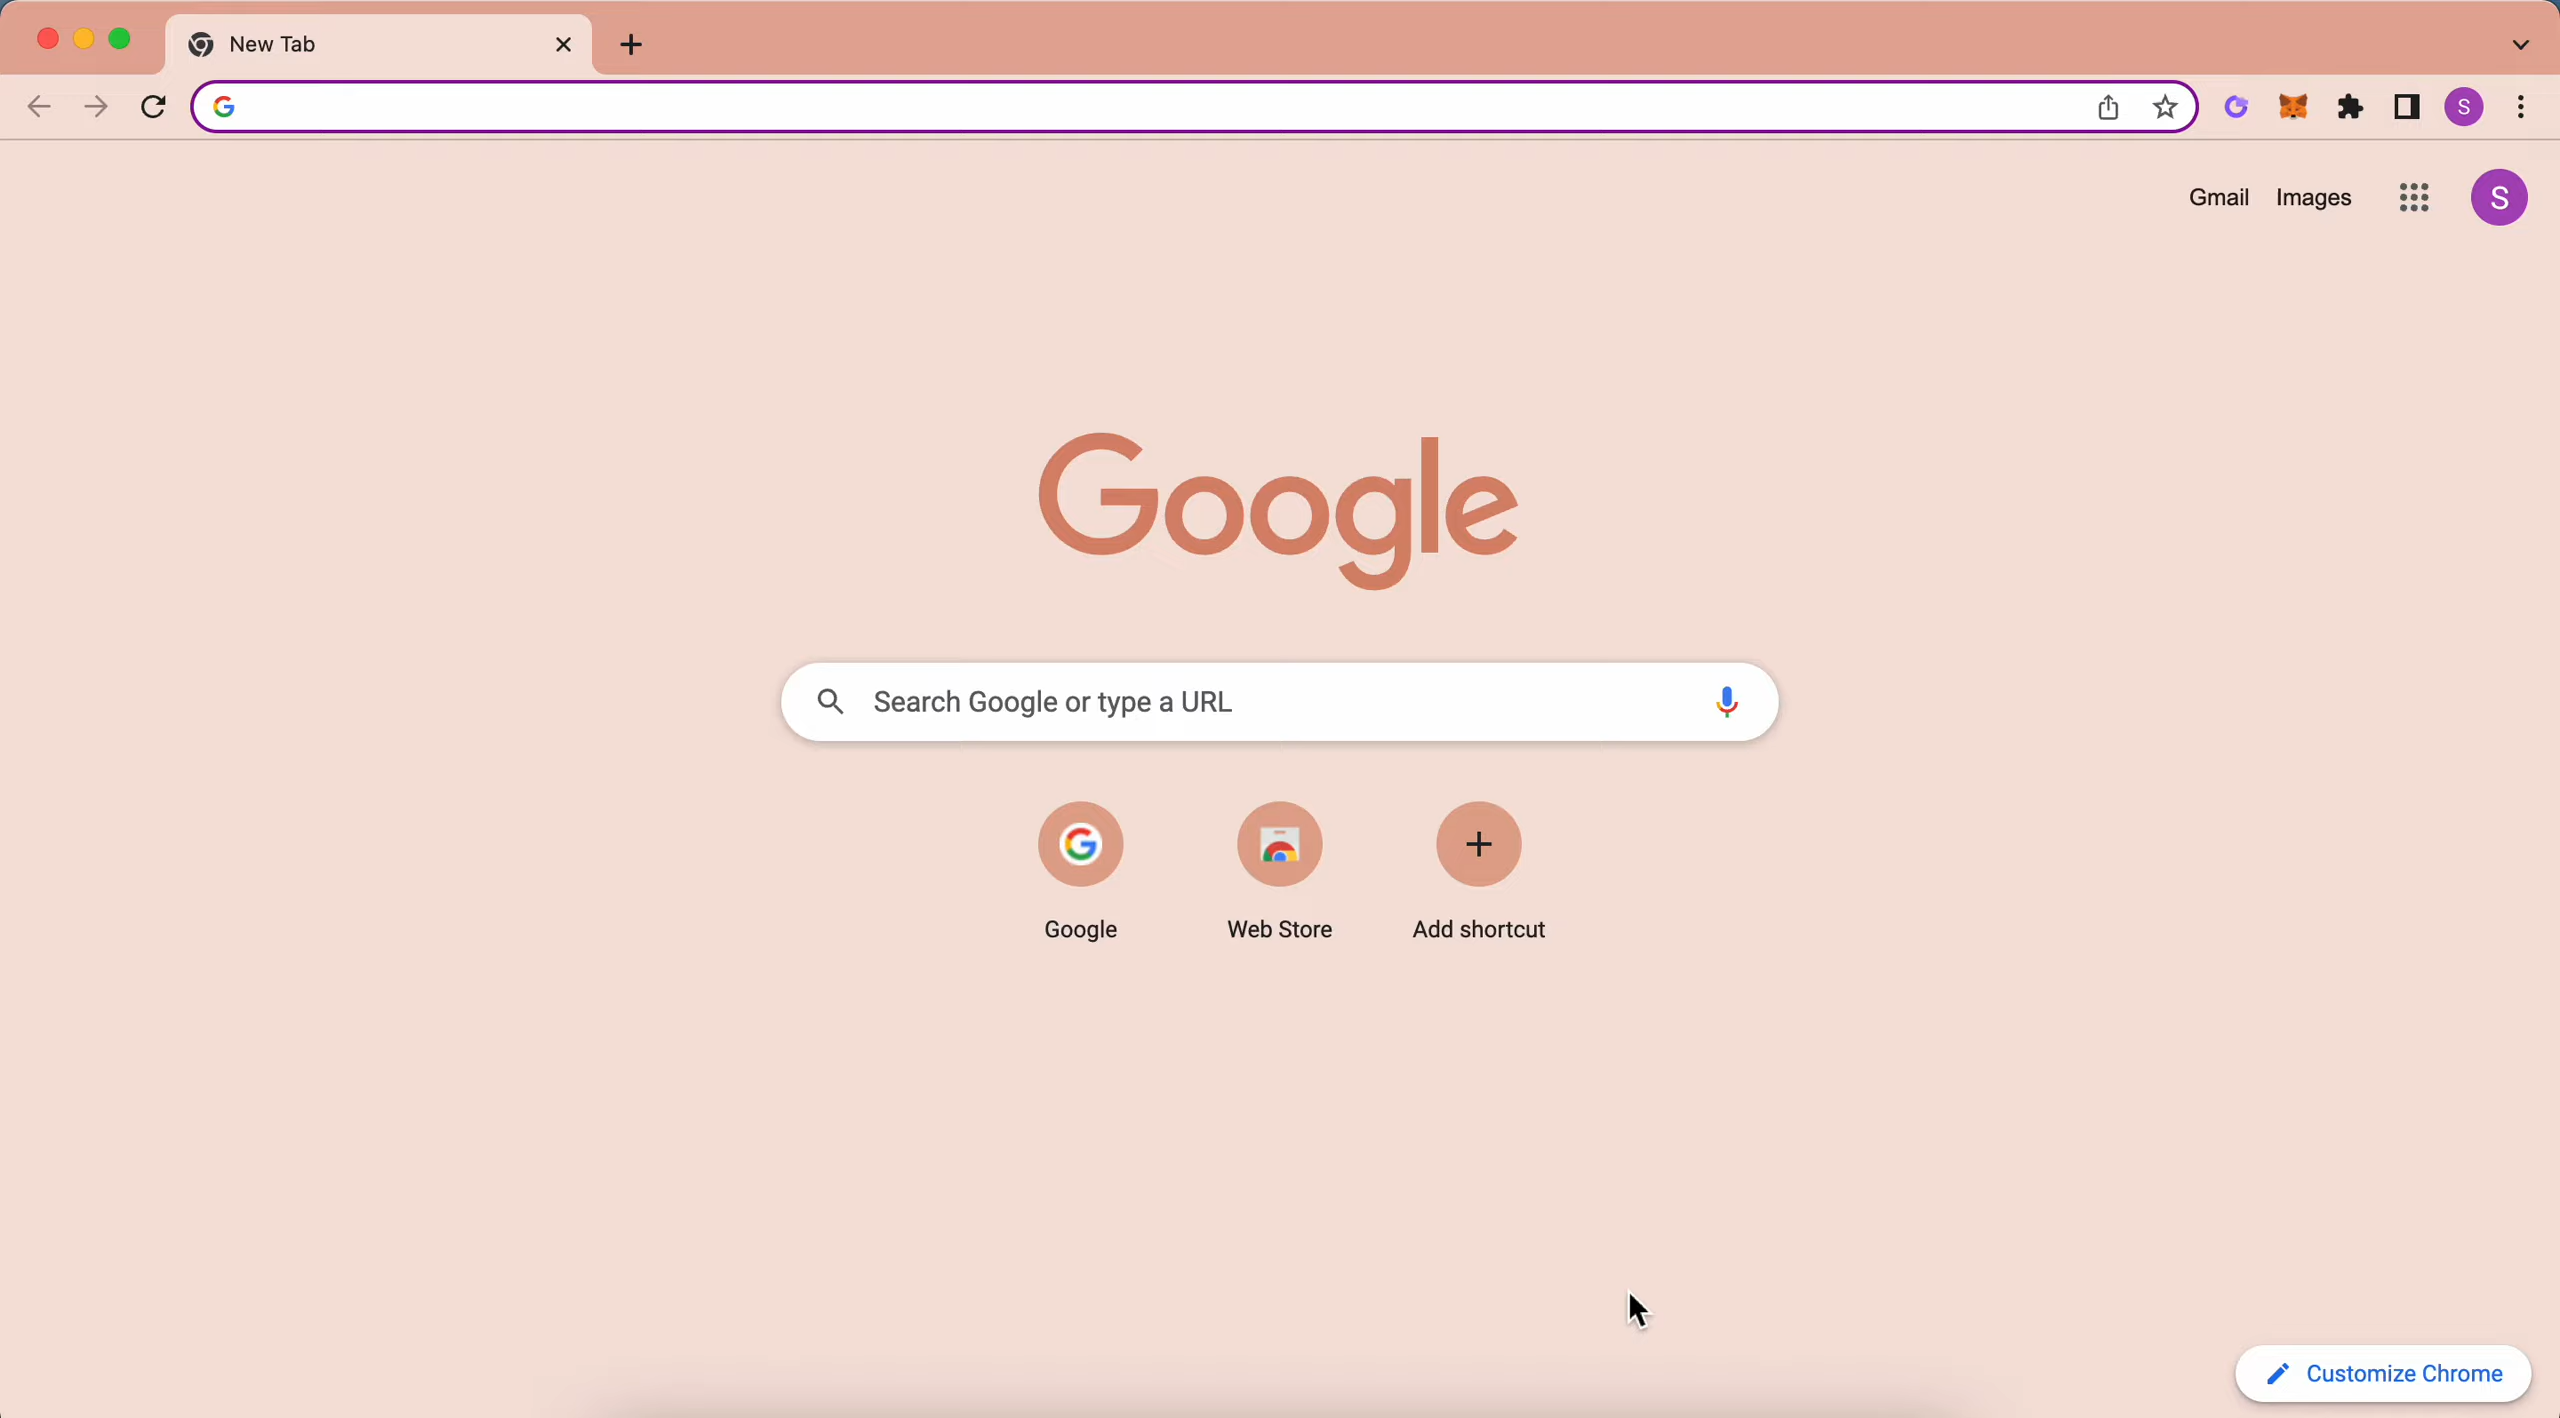 New Tab
S
Gmail Images S
Google
Search Google or type a URL
Google Web Store Add shortcut
Customize Chrome